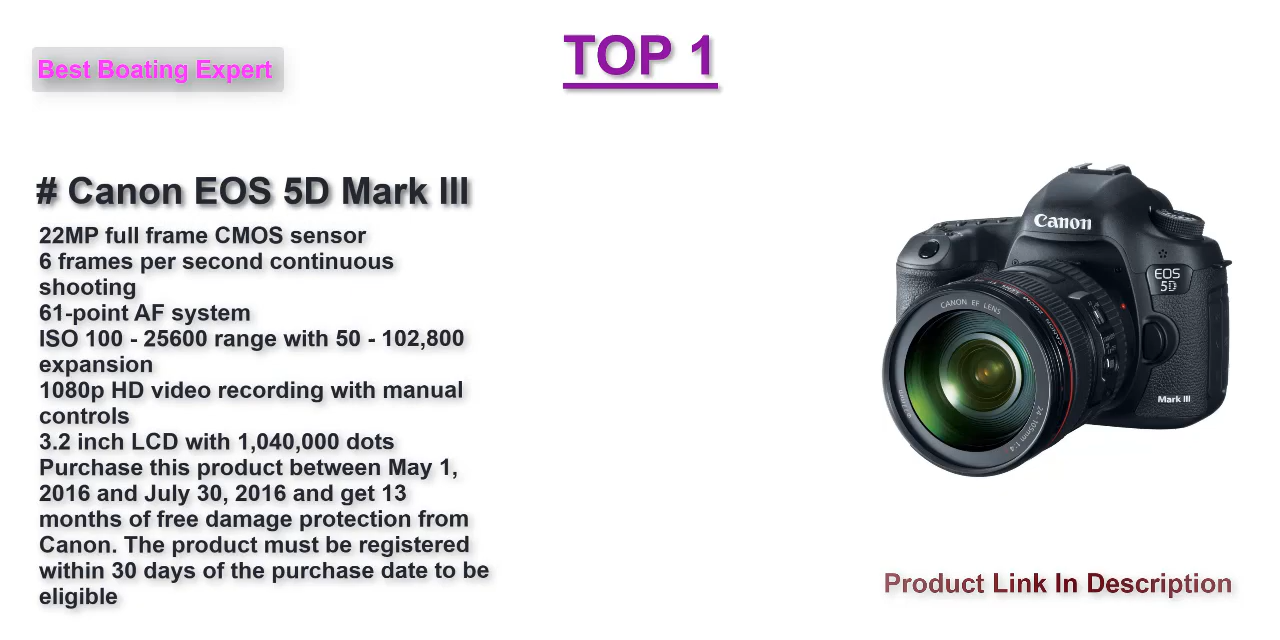 TOP 1
Best Boating Expert
# Canon EOS 5D Mark III
22MP full frame CMOS sensor
6 frames per second continuous
shooting
61-point AF system
ISO 100 - 25600 range with 50 - 102,800
expansion
1080p HD video recording with manual
controls
3.2 inch LCD with 1,040,000 dots
Purchase this product between May 1,
2016 and July 30, 2016 and get 13
months of free damage protection from
Canon. The product must be registered
within 30 days of the purchase date to be
eligible
Canon
EOS
5D
CANON EF LENS
Mark III
24-105mm 1:4
Product Link In Description